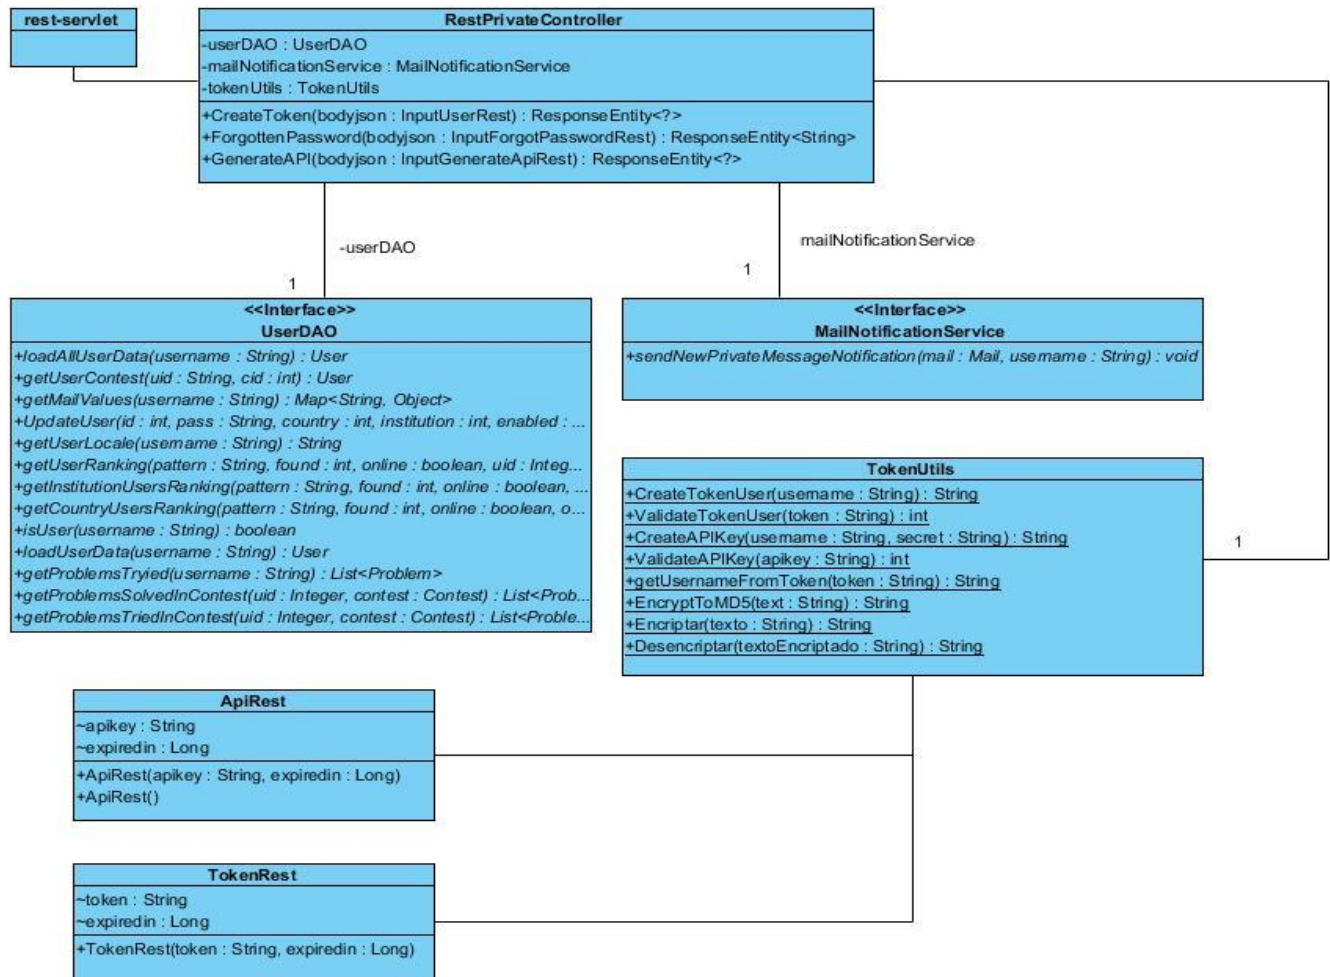 rest-servlet
RestPrivateController
-userDAO : UserDAO
-mailNotificationService : MailNotificationService
-tokenUtils : TokenUtils
+CreateToken(bodyjson : InputUserRest) : ResponseEntity<?>
+ForgottenPassword(bodyjson : InputForgotPasswordRest) : ResponseEntity<String>
+GenerateAPI(bodyjson : InputGenerateApiRest) : ResponseEntity<?>
-userDAO
1
mailNotificationService
1
<<Interface>>
UserDAO
+loadAllUserData(username : String) : User
+getUserContest(uid : String, cid : int) : User
+getMailValues(username : String) : Map<String, Object>
+UpdateUser(id : int, pass : String, country : int, institution : int, enabled : ...
+getUserLocale(username : String) : String
+getUserRanking(pattern : String, found : int, online : boolean, uid : Integ...
+getInstitutionUsersRanking(pattern : String, found : int, online : boolean, ...
+getCountryUsersRanking(pattern : String, found : int, online : boolean, o...
+isUser(username : String) : boolean
+loadUserData(username : String) : User
+getProblemsTryied(username : String) : List<Problem>
+getProblemsSolvedInContest(uid : Integer, contest : Contest) : List<Prob...
+getProblemsTriedInContest(uid : Integer, contest : Contest) : List<Proble...
<<Interface>>
MailNotificationService
+sendNewPrivateMessageNotification(mail : Mail, username : String) : void
TokenUtils
+CreateTokenUser(username : String) : String
+ValidateTokenUser(token : String) : int
+CreateAPIKey(username : String, secret : String) : String
+ValidateAPIKey(apikey : String) : int
+getUsernameFromToken(token : String) : String
+EncryptToMD5(text : String) : String
+Encriptar(texto : String) : String
+Desencriptar(textoEncriptado : String) : String
1
ApiRest
~apikey : String
~expiredin : Long
+ApiRest(apikey : String, expiredin : Long)
+ApiRest()
TokenRest
~token : String
~expiredin : Long
+TokenRest(token : String, expiredin : Long)